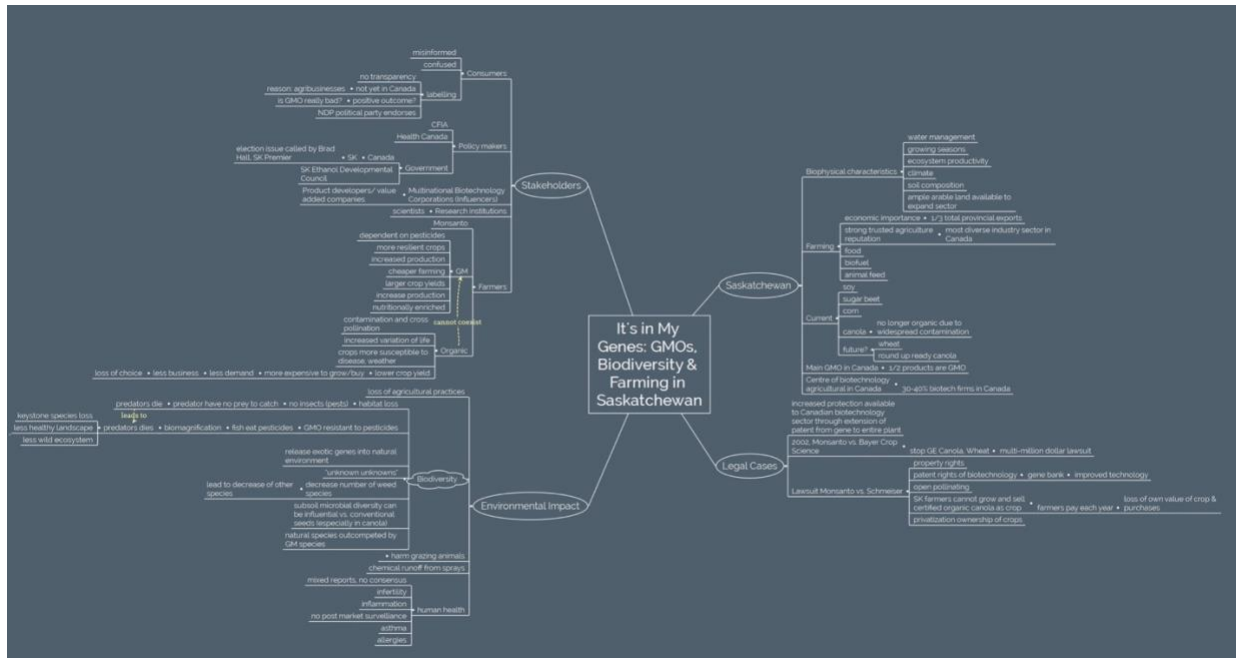 misinformed
confused
Consumers
no transparency
reason: agribusinesses • not yet in Canada
labelling
is GMO really bad? • positive outcome?
NDP political party endorses
CFIA
Health Canada
Policy makers
election issue called by Brad
Hall, SK Premier • SK • Canada
Government
SK Ethanol Developmental
Council
Product developers/ value
added companies
Multinational Biotechnology
Corporations (Influencers)
scientists • Research institutions
Stakeholders
Monsanto
dependent on pesticides
more resilient crops
increased production
cheaper farming
GM
larger crop yields
increase production
nutritionally enriched
Farmers
cannot coexist
contamination and cross
pollination
increased variation of life
Organic
crops more susceptible to
disease, weather
loss of choice • less business • less demand • more expensive to grow/buy • lower crop yield
It's in My
Genes: GMOs,
Biodiversity &
Farming in
Saskatchewan
water management
growing seasons
ecosystem productivity
Biophysical characteristics
climate
soil composition
ample arable land available to
expand sector
economic importance • 1/3 total provincial exports
strong trusted agriculture
reputation
most diverse industry sector in
Canada
Farming
food
biofuel
animal feed
Saskatchewan
soy
sugar beet
corn
Current
canola
no longer organic due to
widespread contamination
future?
wheat
round up ready canola
Main GMO in Canada • 1/2 products are GMO
Centre of biotechnology
agricultural in Canada
30-40% biotech firms in Canada
increased protection available
to Canadian biotechnology
sector through extension of
patent from gene to entire plant
2002, Monsanto vs. Bayer Crop
Science
stop GE Canola, Wheat • multi-million dollar lawsuit
Legal Cases
property rights
patent rights of biotechnology • gene bank • improved technology
open pollinating
Lawsuit Monsanto vs. Schmeiser
SK farmers cannot grow and sell
certified organic canola as crop
farmers pay each year
loss of own value of crop &
purchases
privatization ownership of crops
loss of agricultural practices
predators die • predator have no prey to catch • no insects (pests) • habitat loss
leads to
keystone species loss
less healthy landscape
less wild ecosystem
predators dies • biomagnification • fish eat pesticides • GMO resistant to pesticides
release exotic genes into natural
environment
"unknown unknowns"
Biodiversity
lead to decrease of other
species
decrease number of weed
species
subsoil microbial diversity can
be influential vs. conventional
seeds (especially in canola)
natural species outcompeted by
GM species
Environmental Impact
• harm grazing animals
chemical runoff from sprays
mixed reports, no consensus
infertility
inflammation
human health
no post market surveillance
asthma
allergies